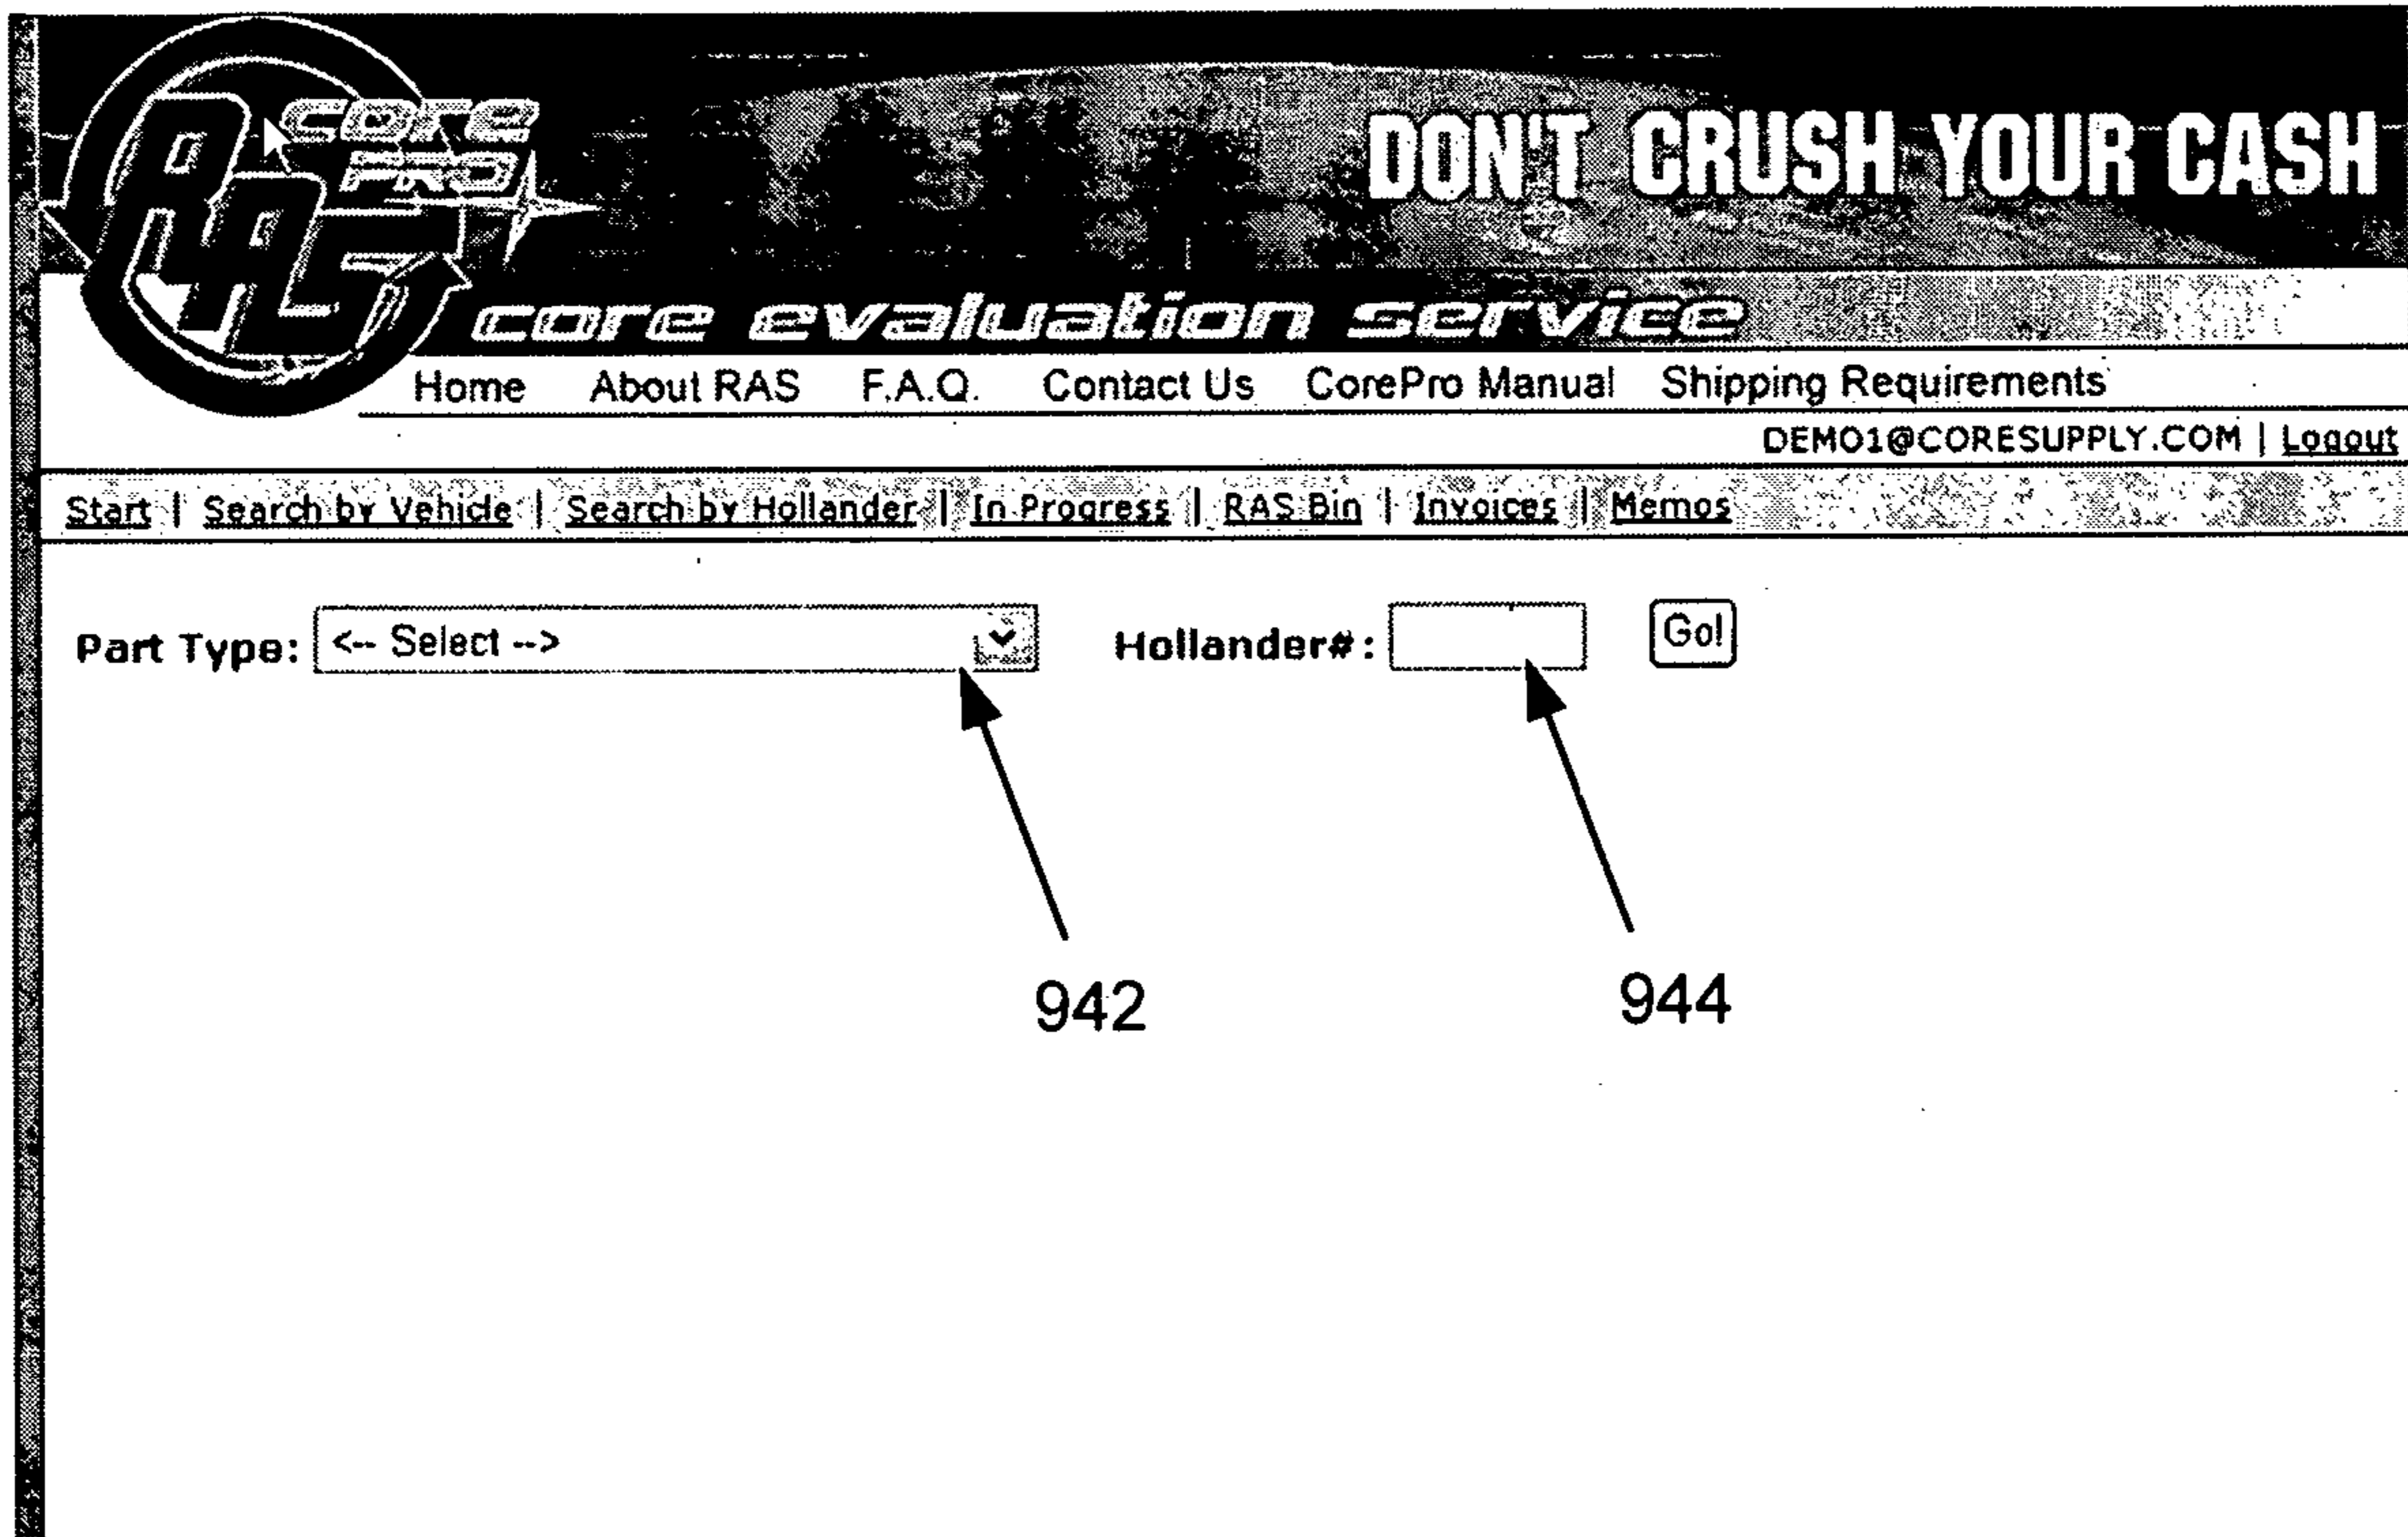 RAS CORE PRO
DON'T CRUSH YOUR CASH
core evaluation service
Home About RAS F.A.Q. Contact Us CorePro Manual Shipping Requirements
DEMO1@CORESUPPLY.COM | Logout
Start | Search by Vehicle | Search by Hollander | In Progress | RAS Bin | Invoices | Memos
Part Type: <-- Select --> Hollander#: Go!
942 944